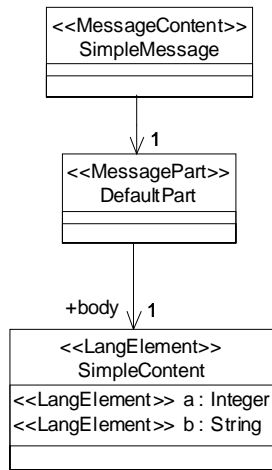 <<MessageContent>>
SimpleMessage
1
<<MessagePart>>
DefaultPart
+body
1
<<LangElement>>
SimpleContent
<<LangElement>> a : Integer
<<LangElement>> b : String